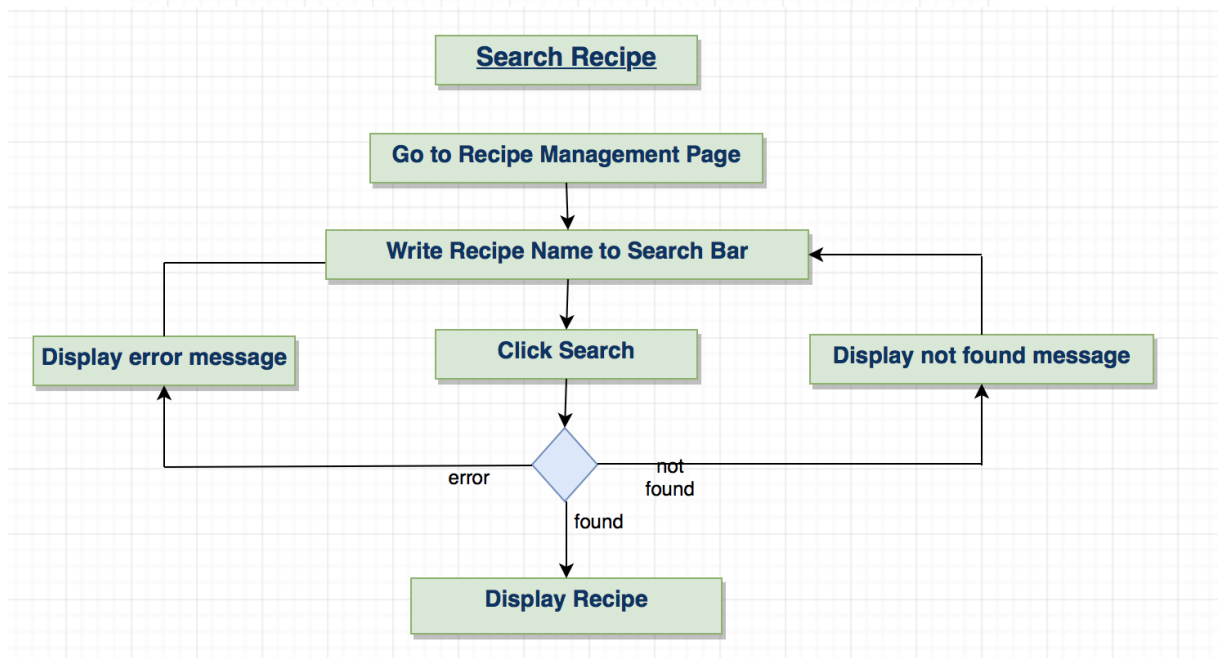 Search Recipe
Go to Recipe Management Page
Write Recipe Name to Search Bar
Display error message
Click Search
Display not found message
error
not
found
found
Display Recipe